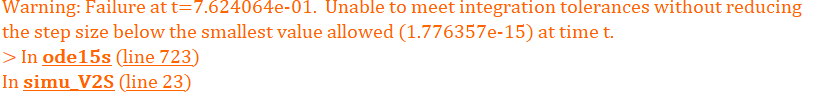 Warning: Failure at t=7.624064e-01.  Unable to meet integration tolerances without reducing
the step size below the smallest value allowed (1.776357e-15) at time t.
> In ode15s (line 723)
In simu_V2S (line 23)